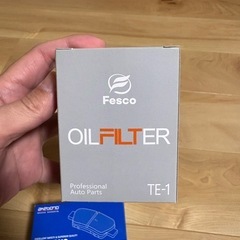 Fesco
OILFILTER
Professional
Auto Parts
TE-1